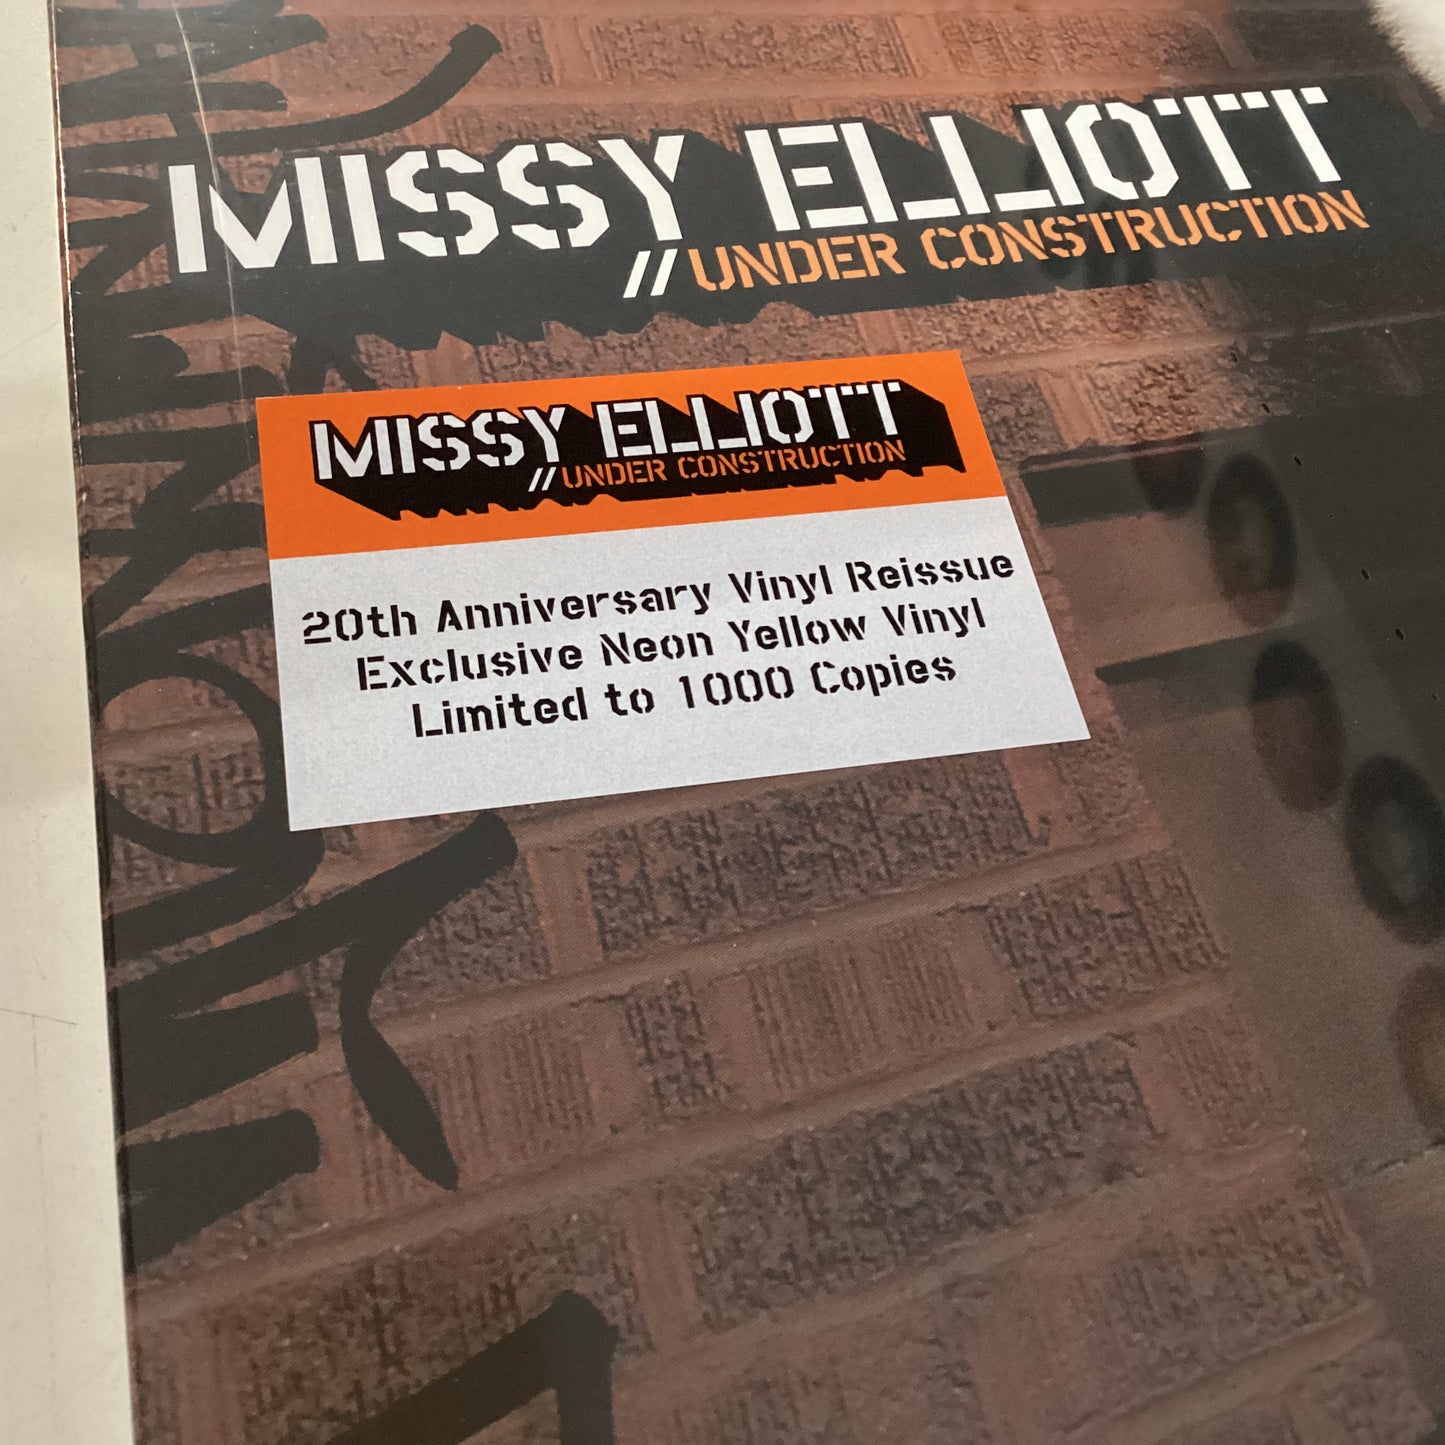 MISSY ELLIOTT
//UNDER CONSTRUCTION
MISSY ELLIOTT
//UNDER CONSTRUCTION
20th Anniversary Vinyl Reissue
Exclusive Neon Yellow Vinyl
Limited to 1000 Copies